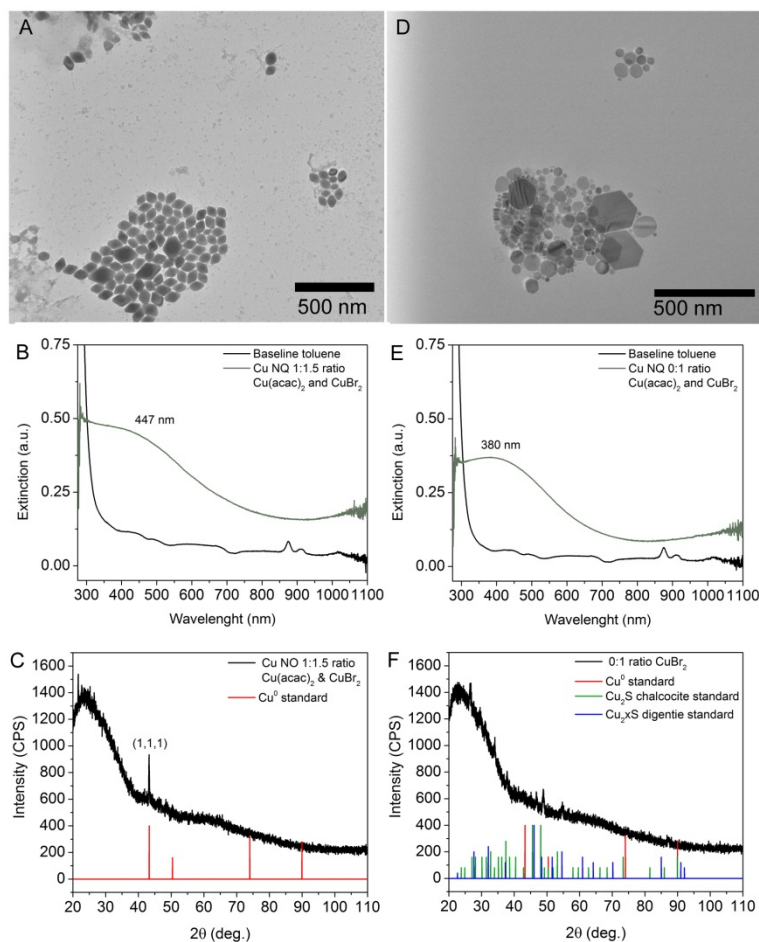 A
500 nm
D
500 nm
B
0.75
0.50
0.25
0.00
Extinction (a.u.)
Baseline toluene
Cu NQ 1:1.5 ratio
Cu(acac)₂ and CuBr₂
447 nm
300 400 500 600 700 800 900 1000 1100
Wavelenght (nm)
E
0.75
0.50
0.25
0.00
Extinction (a.u.)
Baseline toluene
Cu NQ 0:1 ratio
Cu(acac)₂ and CuBr₂
380 nm
300 400 500 600 700 800 900 1000 1100
Wavelenght (nm)
C
1600
1400
1200
1000
800
600
400
200
0
Intensity (CPS)
Cu NO 1:1.5 ratio
Cu(acac)₂ & CuBr₂
Cu⁰ standard
(1,1,1)
20 30 40 50 60 70 80 90 100 110
2θ (deg.)
F
1600
1400
1200
1000
800
600
400
200
0
Intensity (CPS)
0:1 ratio CuBr₂
Cu⁰ standard
Cu₂S chalcocite standard
Cu₂xS digentie standard
20 30 40 50 60 70 80 90 100 110
2θ (deg.)